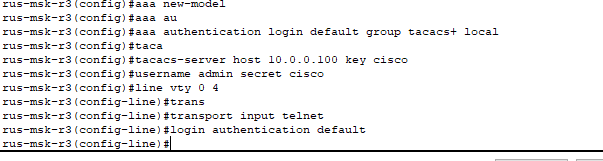 rus-msk-r3(config)#aaa new-model
rus-msk-r3(config)#aaa au
rus-msk-r3(config)#aaa authentication login default group tacacs+ local
rus-msk-r3(config)#taca
rus-msk-r3(config)#tacacs-server host 10.0.0.100 key cisco
rus-msk-r3(config)#username admin secret cisco
rus-msk-r3(config)#line vty 0 4
rus-msk-r3(config-line)#trans
rus-msk-r3(config-line)#transport input telnet
rus-msk-r3(config-line)#login authentication default
rus-msk-r3(config-line)#